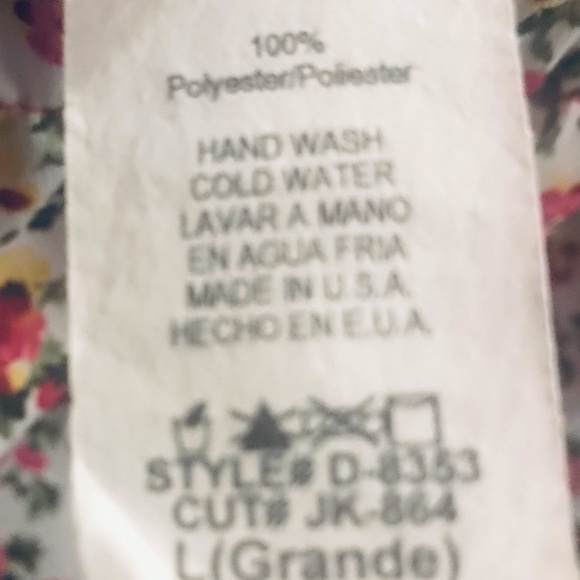 100%
Polyester/Poliester
HAND WASH
COLD WATER
LAVAR A MANO
EN AGUA FRIA
MADE IN U.S.A.
HECHO EN E.U.A.
STYLE# D-8353
CUT# JK-864
L(Grande)